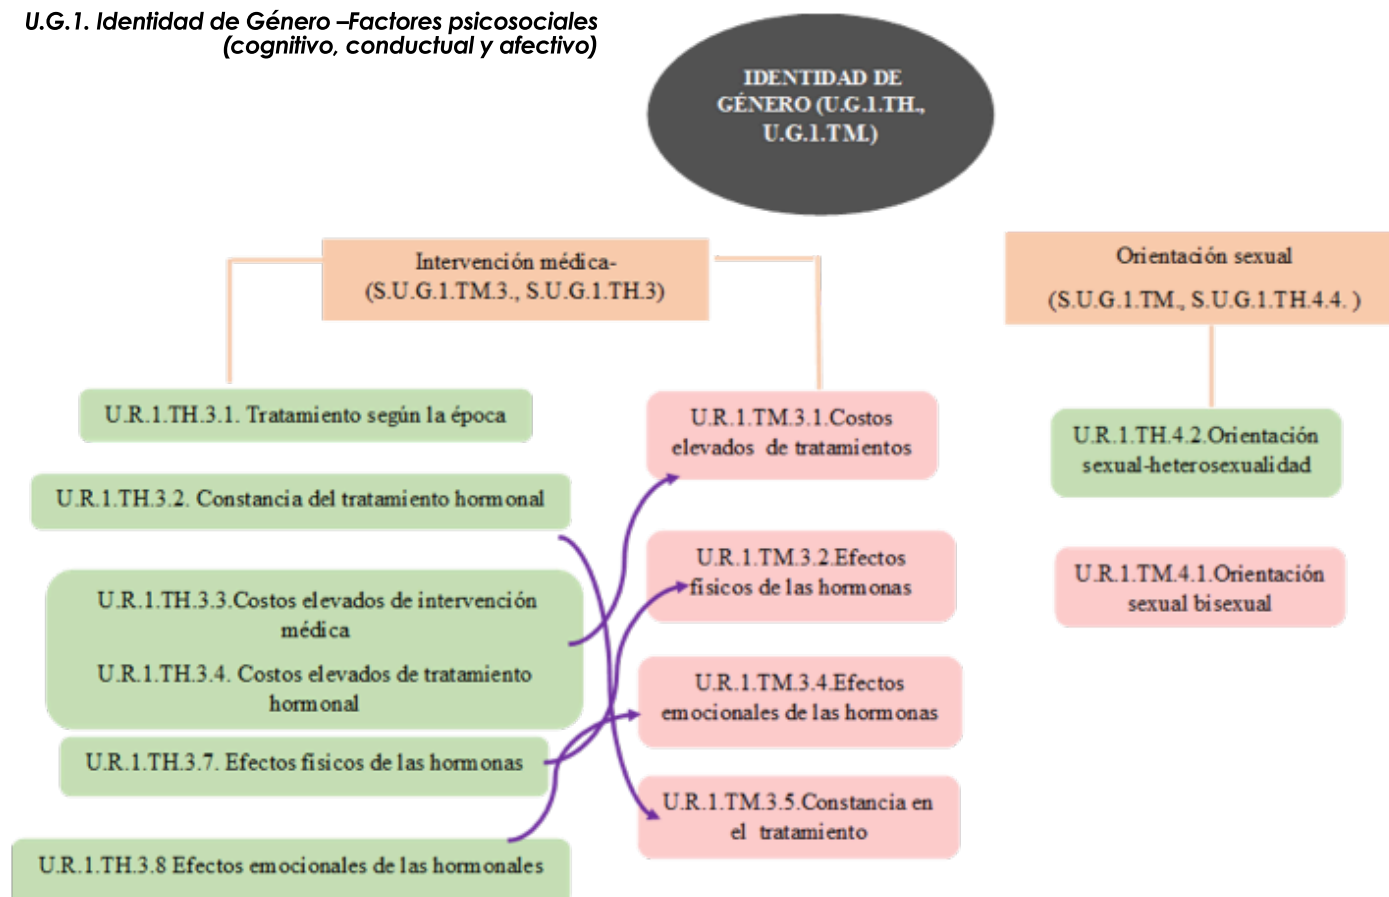 U.G.1. Identidad de Género –Factores psicosociales
(cognitivo, conductual y afectivo)
IDENTIDAD DE
GÉNERO (U.G.1.TH.,
U.G.1.TM.)
Intervención médica-
(S.U.G.1.TM.3., S.U.G.1.TH.3)
Orientación sexual
(S.U.G.1.TM., S.U.G.1.TH.4.4. )
U.R.1.TH.3.1. Tratamiento según la época
U.R.1.TH.3.2. Constancia del tratamiento hormonal
U.R.1.TH.3.3.Costos elevados de intervención
médica
U.R.1.TH.3.4. Costos elevados de tratamiento
hormonal
U.R.1.TH.3.7. Efectos físicos de las hormonas
U.R.1.TH.3.8 Efectos emocionales de las hormonales
U.R.1.TM.3.1.Costos
elevados de tratamientos
U.R.1.TM.3.2.Efectos
físicos de las hormonas
U.R.1.TM.3.4.Efectos
emocionales de las hormonas
U.R.1.TM.3.5.Constancia en
el tratamiento
U.R.1.TH.4.2.Orientación
sexual-heterosexualidad
U.R.1.TM.4.1.Orientación
sexual bisexual